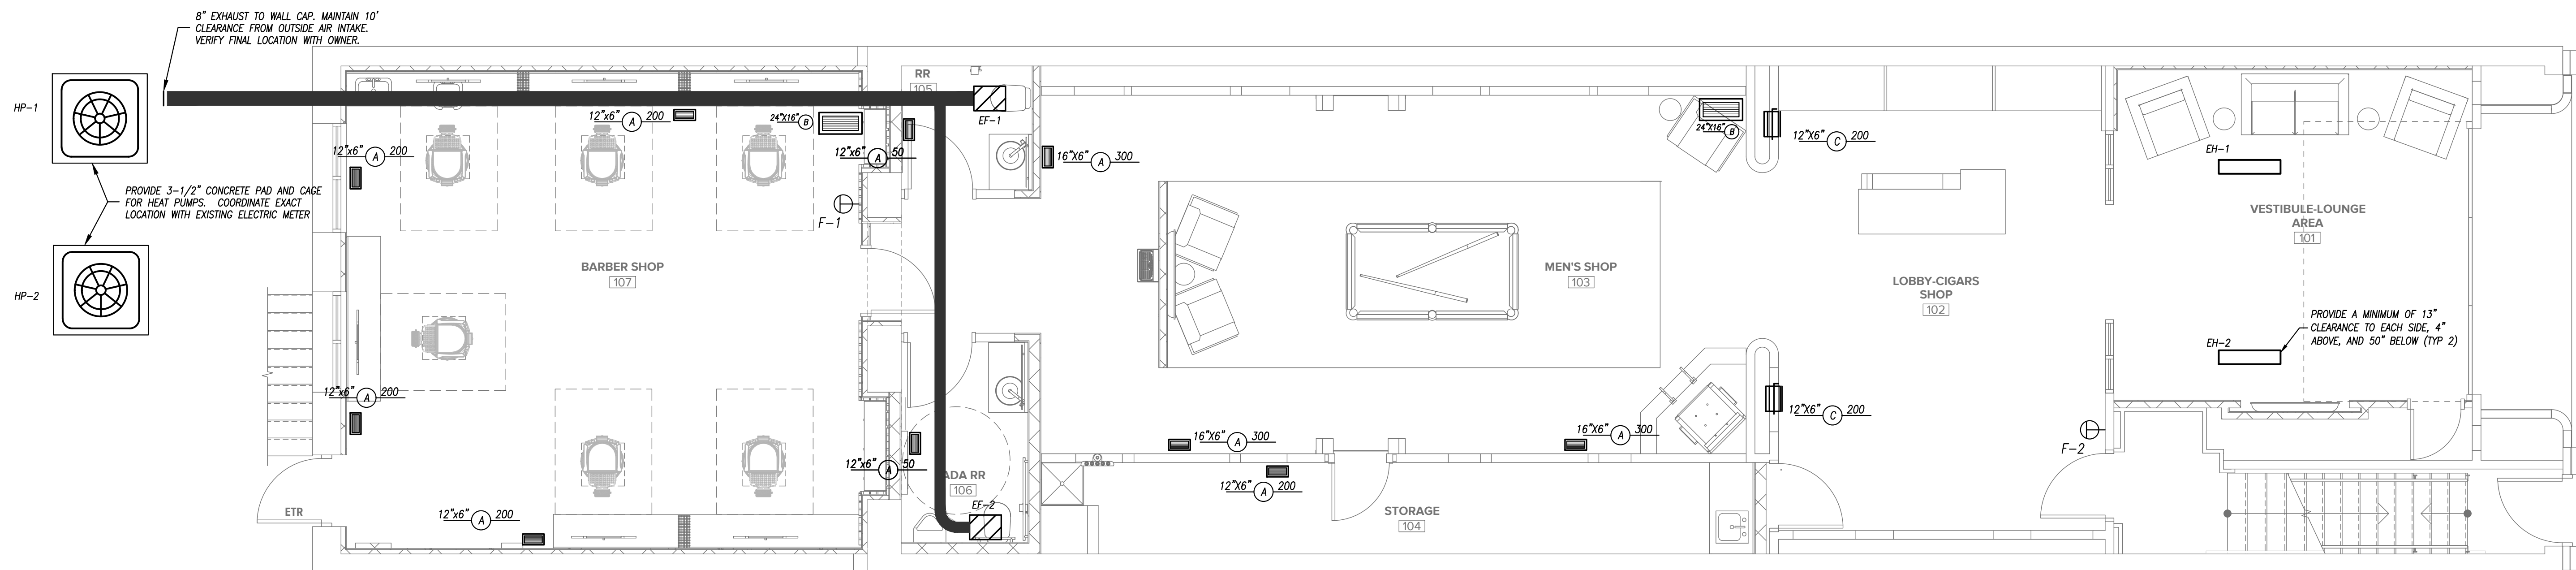 8" EXHAUST TO WALL CAP. MAINTAIN 10'
CLEARANCE FROM OUTSIDE AIR INTAKE.
VERIFY FINAL LOCATION WITH OWNER.
HP-1
PROVIDE 3-1/2" CONCRETE PAD AND CAGE
FOR HEAT PUMPS. COORDINATE EXACT
LOCATION WITH EXISTING ELECTRIC METER
HP-2
12"x6" A 200
12"x6" A 200
24"X16" B
12"x6" A 50
F-1
BARBER SHOP
107
12"x6" A 200
12"x6" A 200
ETR
RR
105
EF-1
16"X6" A 300
12"x6" A 50
ADA RR
106
EF-2
MEN'S SHOP
103
16"X6" A 300
16"X6" A 300
12"X6" A 200
STORAGE
104
24"X16" B
12"X6" C 200
LOBBY-CIGARS
SHOP
102
12"X6" C 200
F-2
EH-1
VESTIBULE-LOUNGE
AREA
101
EH-2
PROVIDE A MINIMUM OF 13"
CLEARANCE TO EACH SIDE, 4"
ABOVE, AND 50" BELOW (TYP 2)